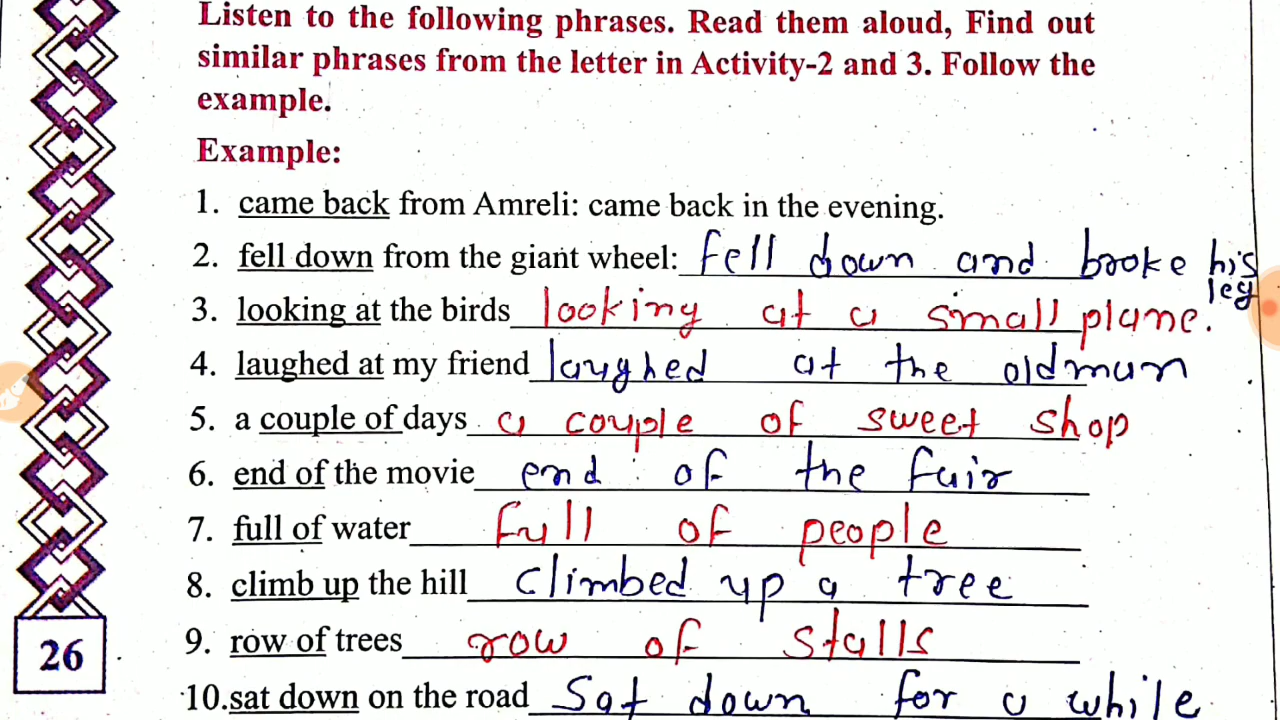 Listen to the following phrases. Read them aloud, Find out
similar phrases from the letter in Activity-2 and 3. Follow the
example.
Example:
1. came back from Amreli: came back in the evening.
2. fell down from the giant wheel: fell down and broke his
leg
3. looking at the birds looking at a small plane.
4. laughed at my friend laughed at the oldman
5. a couple of days a couple of sweet shop
6. end of the movie end of the fair
7. full of water full of people
8. climb up the hill climbed up a tree
9. row of trees row of stalls
26
10.sat down on the road Sat down for a while.